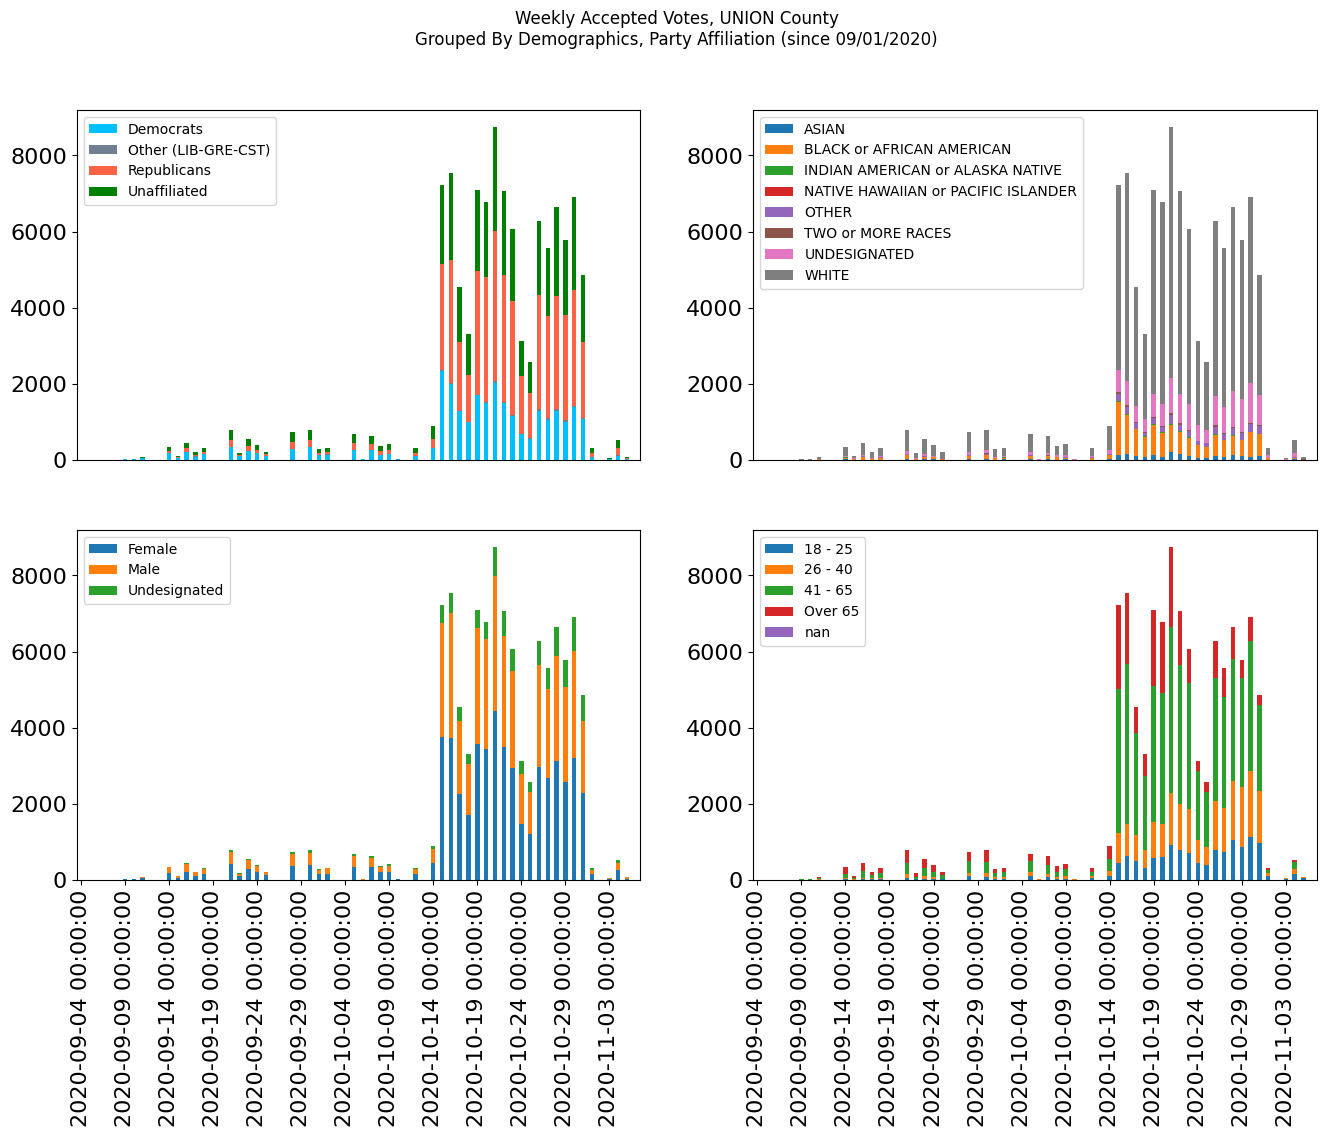 Weekly Accepted Votes, UNION County
Grouped By Demographics, Party Affiliation (since 09/01/2020)
Democrats
Other (LIB-GRE-CST)
Republicans
Unaffiliated
8000
6000
4000
2000
0
ASIAN
BLACK or AFRICAN AMERICAN
INDIAN AMERICAN or ALASKA NATIVE
NATIVE HAWAIIAN or PACIFIC ISLANDER
OTHER
TWO or MORE RACES
UNDESIGNATED
WHITE
8000
6000
4000
2000
0
Female
Male
Undesignated
8000
6000
4000
2000
0
2020-09-04 00:00:00
2020-09-09 00:00:00
2020-09-14 00:00:00
2020-09-19 00:00:00
2020-09-24 00:00:00
2020-09-29 00:00:00
2020-10-04 00:00:00
2020-10-09 00:00:00
2020-10-14 00:00:00
2020-10-19 00:00:00
2020-10-24 00:00:00
2020-10-29 00:00:00
2020-11-03 00:00:00
18 - 25
26 - 40
41 - 65
Over 65
nan
8000
6000
4000
2000
0
2020-09-04 00:00:00
2020-09-09 00:00:00
2020-09-14 00:00:00
2020-09-19 00:00:00
2020-09-24 00:00:00
2020-09-29 00:00:00
2020-10-04 00:00:00
2020-10-09 00:00:00
2020-10-14 00:00:00
2020-10-19 00:00:00
2020-10-24 00:00:00
2020-10-29 00:00:00
2020-11-03 00:00:00